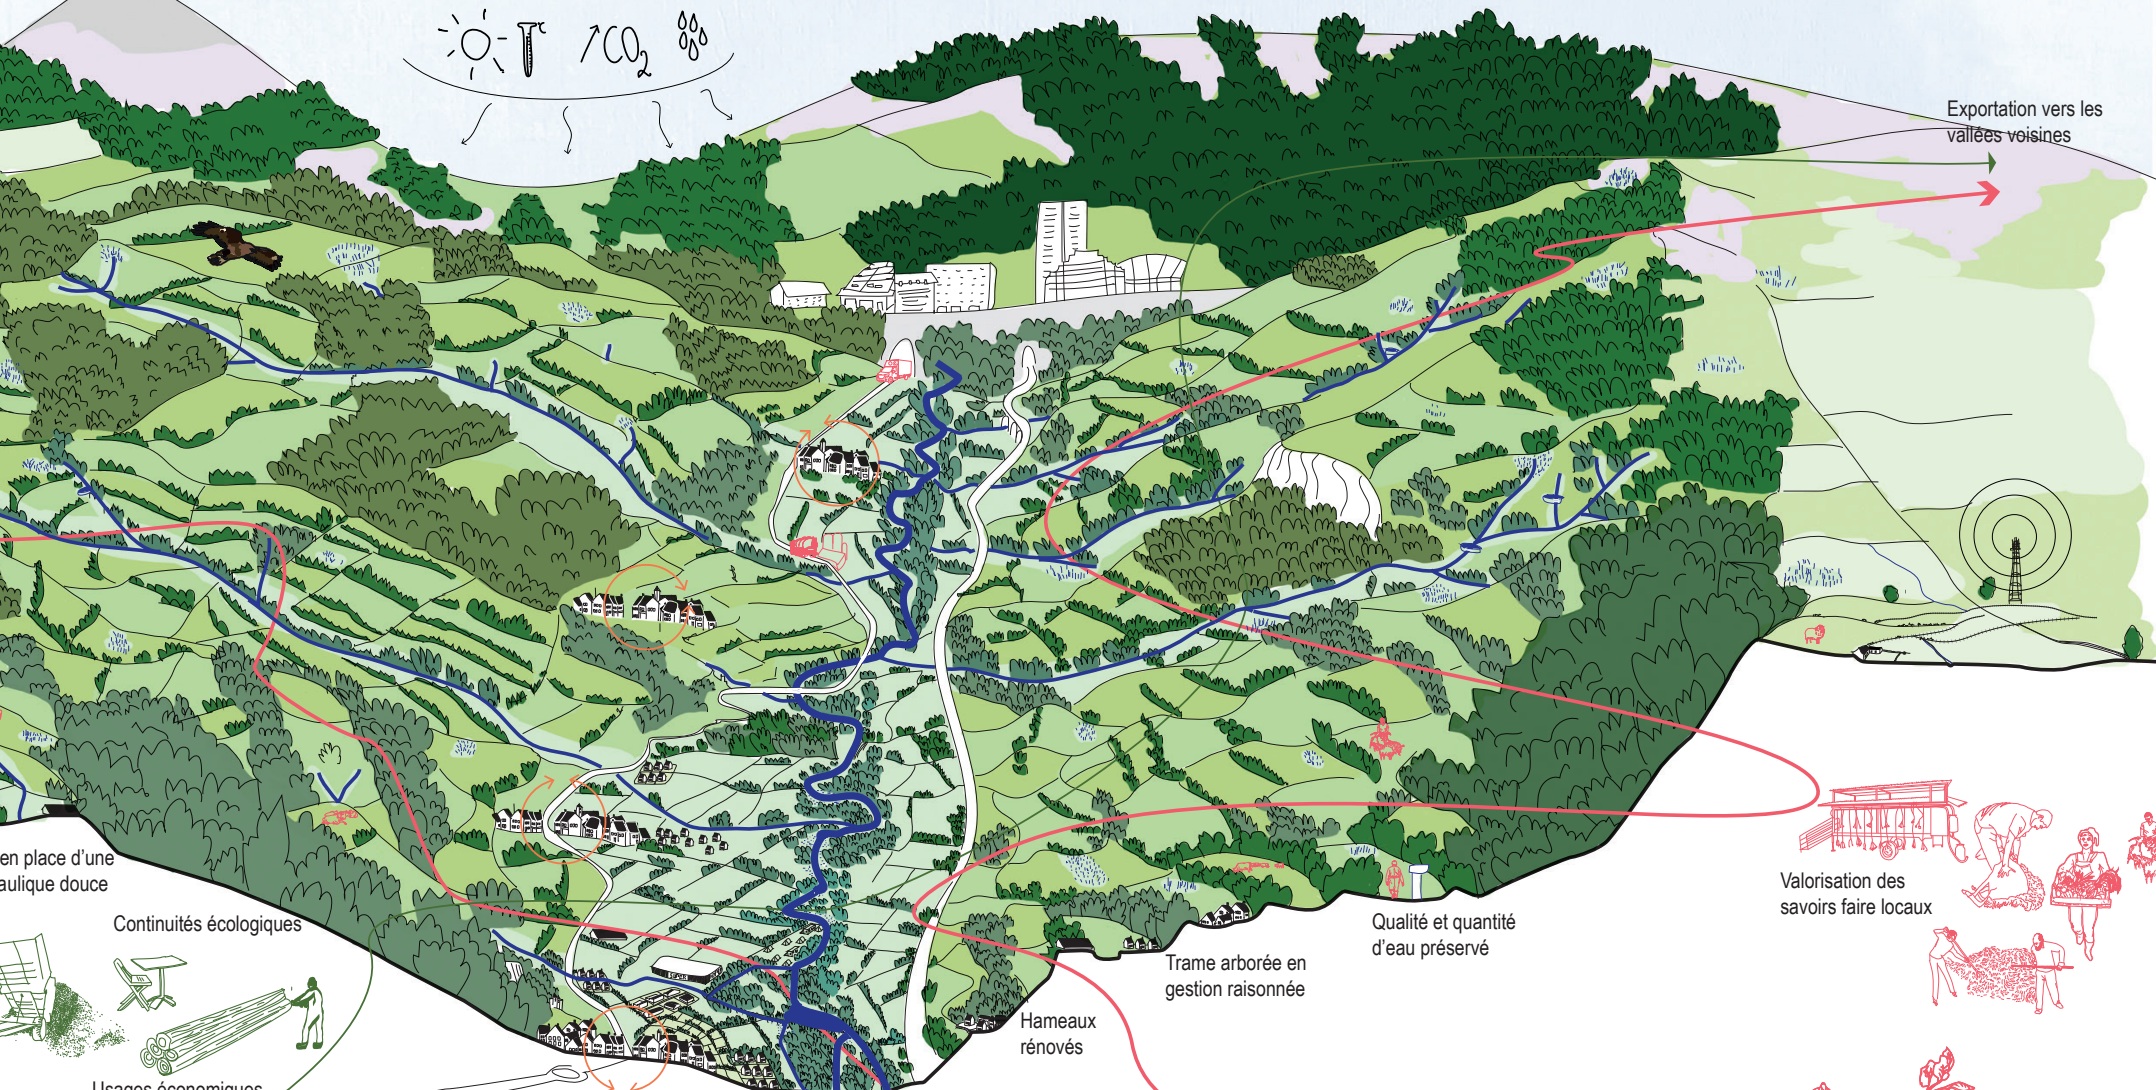 CO₂
Exportation vers les
vallées voisines
en place d'une
aulique douce
Continuités écologiques
Usages économiques
Hameaux
rénovés
Trame arborée en
gestion raisonnée
Qualité et quantité
d'eau préservé
Valorisation des
savoirs faire locaux